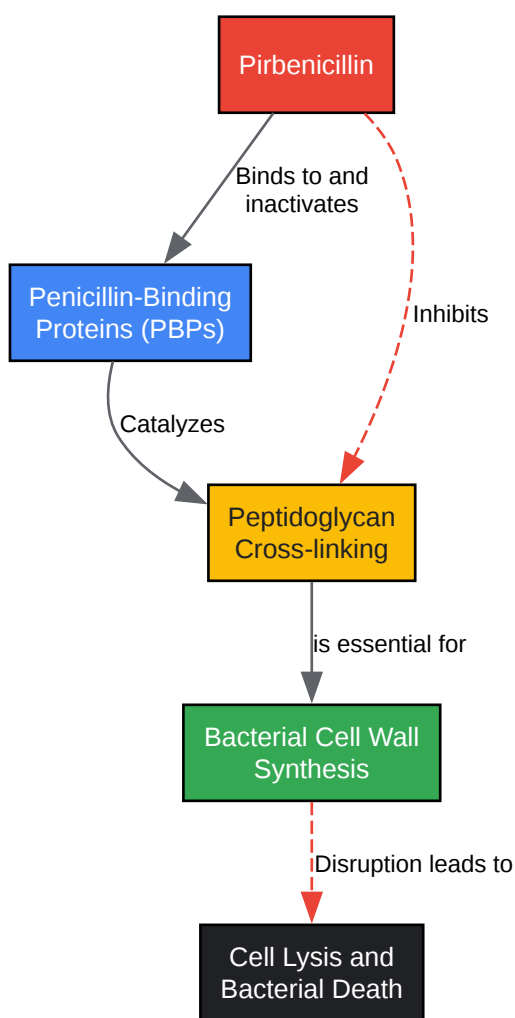 Pirbenicillin
Binds to and
inactivates
Penicillin-Binding
Proteins (PBPs)
Inhibits
Catalyzes
Peptidoglycan
Cross-linking
is essential for
Bacterial Cell Wall
Synthesis
Disruption leads to
Cell Lysis and
Bacterial Death